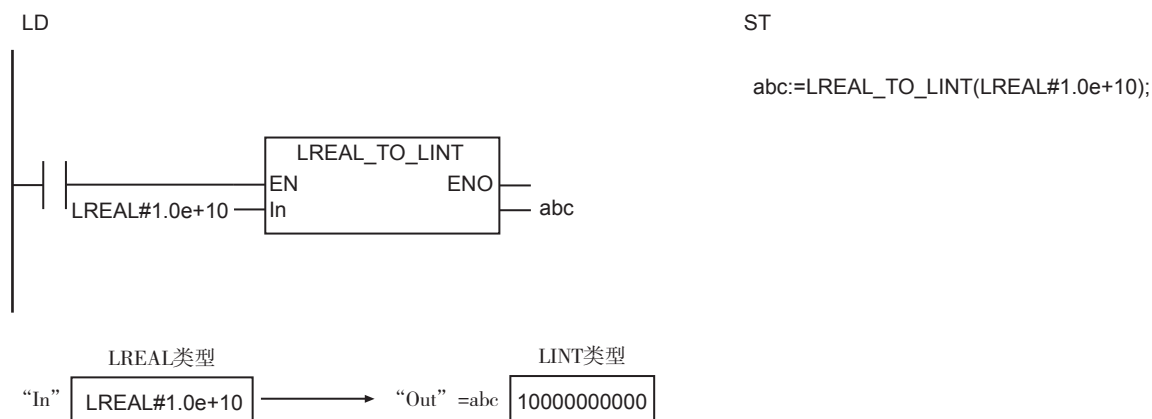 LD
ST
abc:=LREAL_TO_LINT(LREAL#1.0e+10);
LREAL_TO_LINT
EN ENO
LREAL#1.0e+10 In abc
LREAL类型 LINT类型
“In” LREAL#1.0e+10 “Out” =abc 10000000000